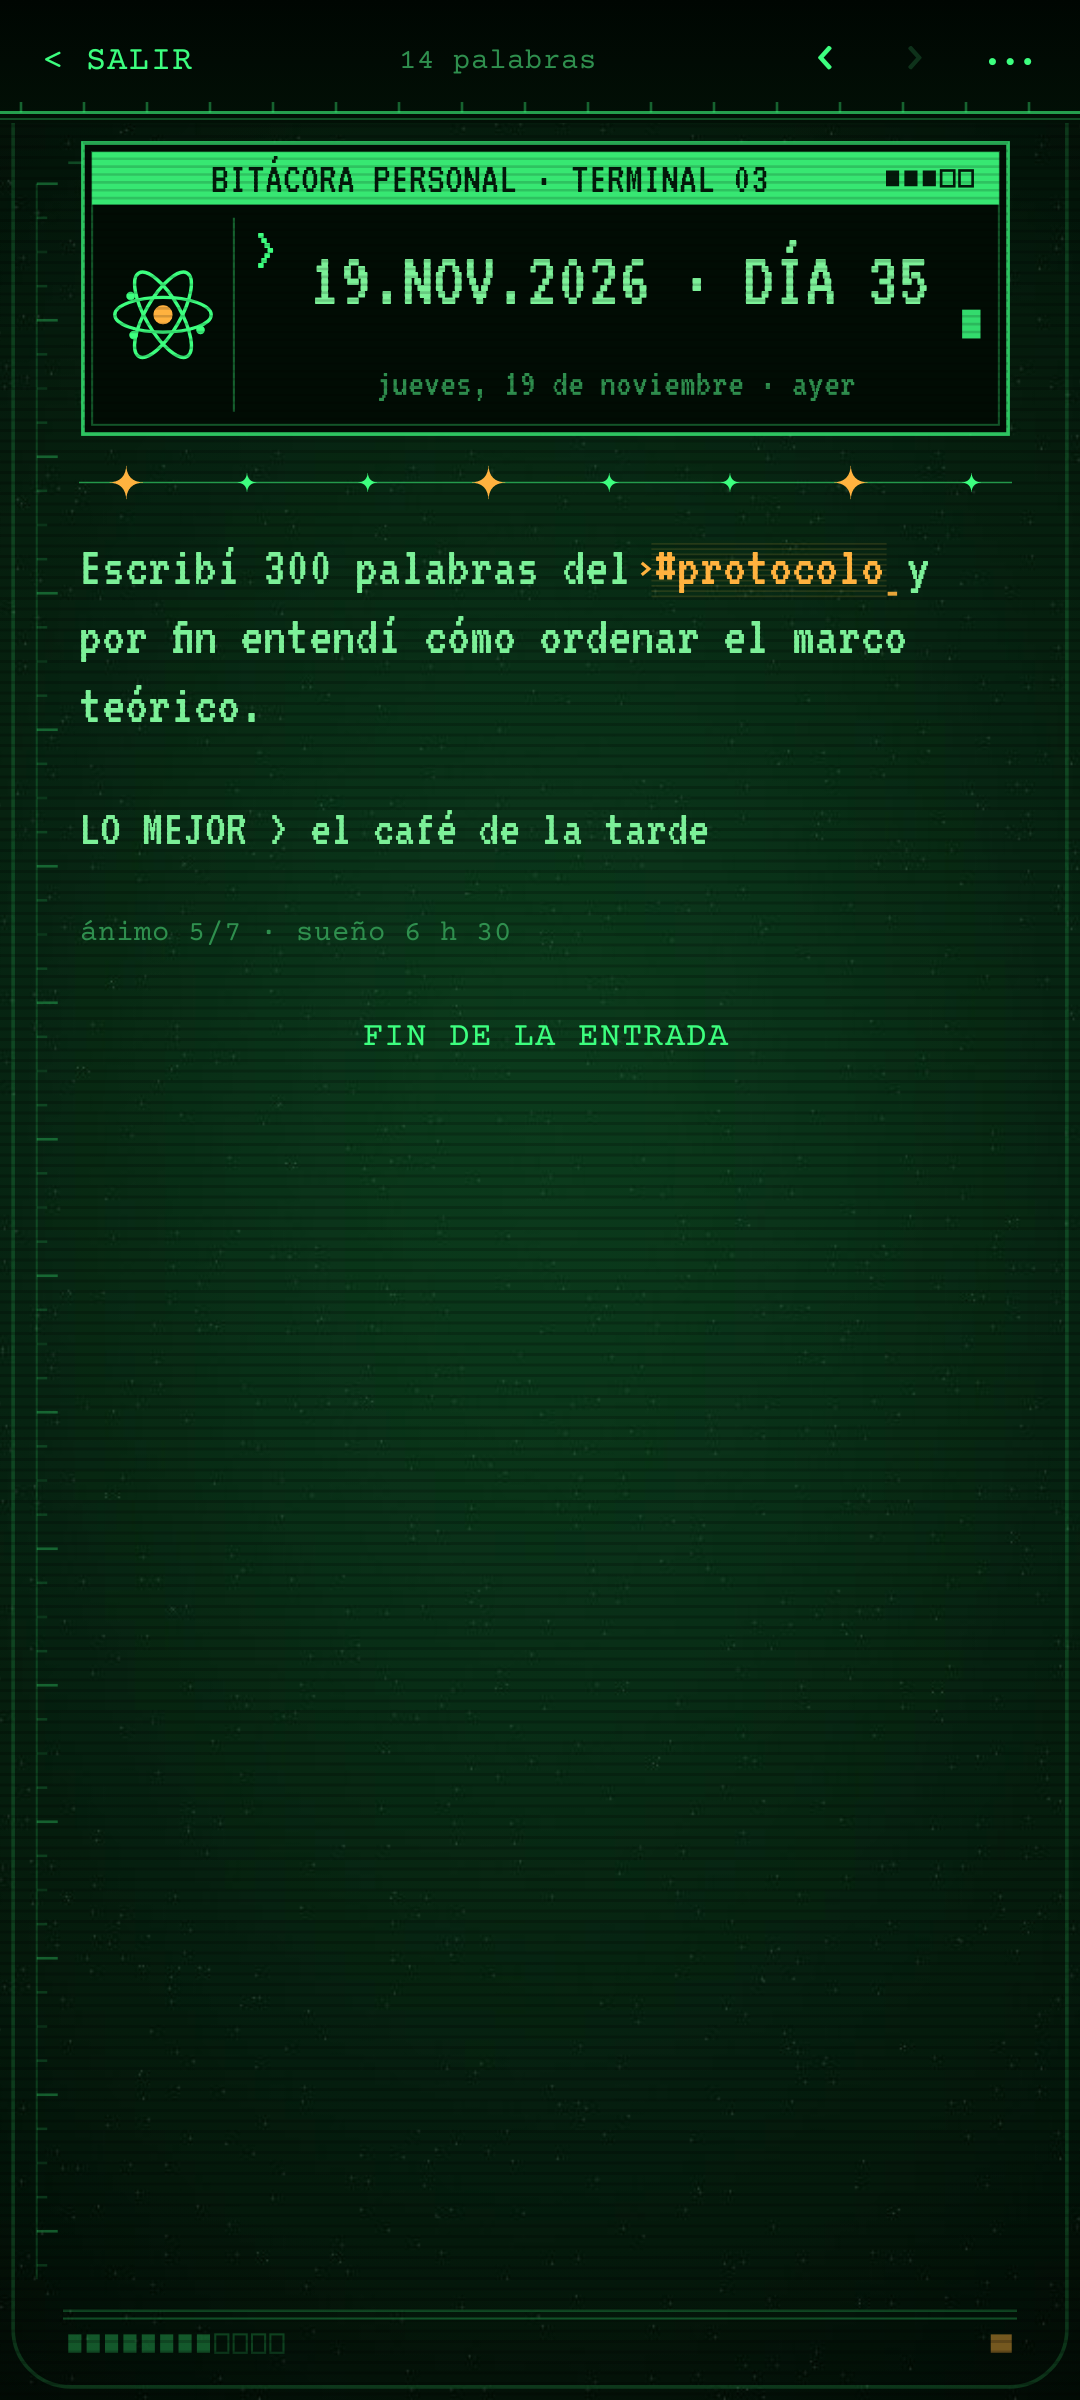 < SALIR
14 palabras
BITÁCORA PERSONAL · TERMINAL 03
> 19.NOV.2026 · DÍA 35
jueves, 19 de noviembre · ayer
Escribí 300 palabras del ›#protocolo_ y
por fin entendí cómo ordenar el marco
teórico.
LO MEJOR > el café de la tarde
ánimo 5/7 · sueño 6 h 30
FIN DE LA ENTRADA